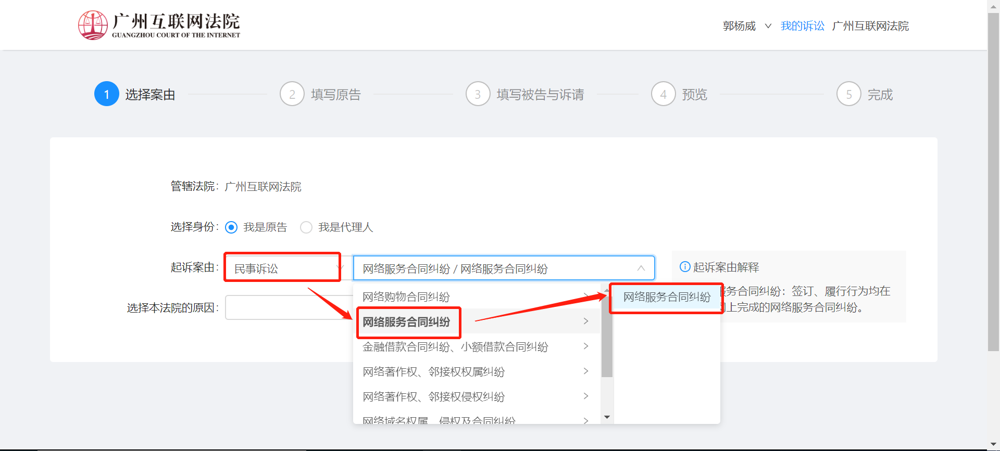 广州互联网法院
GUANGZHOU COURT OF THE INTERNET
郭杨威 我的诉讼 广州互联网法院
1 选择案由 2 填写原告 3 填写被告与诉请 4 预览 5 完成
管辖法院: 广州互联网法院
选择身份: 我是原告 我是代理人
起诉案由: 民事诉讼 网络服务合同纠纷 / 网络服务合同纠纷
起诉案由解释
务合同纠纷：签订、履行行为均在
上完成的网络服务合同纠纷。
选择本法院的原因:
网络购物合同纠纷
网络服务合同纠纷
金融借款合同纠纷、小额借款合同纠纷
网络著作权、邻接权权属纠纷
网络著作权、邻接权侵权纠纷
网络域名权属、侵权及合同纠纷
网络服务合同纠纷